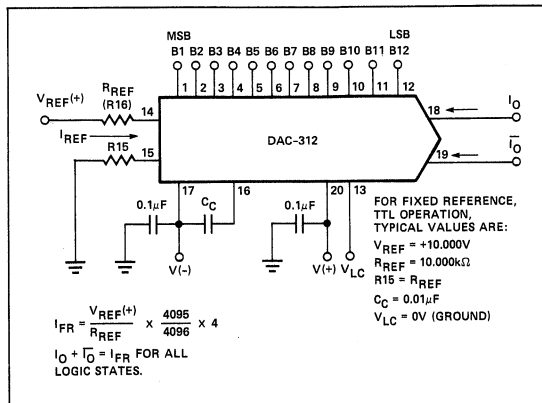 MSB LSB
B1 B2 B3 B4 B5 B6 B7 B8 B9 B10 B11 B12
1 2 3 4 5 6 7 8 9 10 11 12
VREF(+)
RREF
(R16)
14
IREF
R15
15
DAC-312
18
IO
19
I̅O̅
17 16 20 13
0.1µF CC 0.1µF
V(–) V(+) VLC
FOR FIXED REFERENCE,
TTL OPERATION,
TYPICAL VALUES ARE:
VREF = +10.000V
RREF = 10.000kΩ
R15 = RREF
CC = 0.01µF
VLC = 0V (GROUND)
IFR = VREF(+) / RREF × 4095 / 4096 × 4
IO + I̅O̅ = IFR FOR ALL
LOGIC STATES.